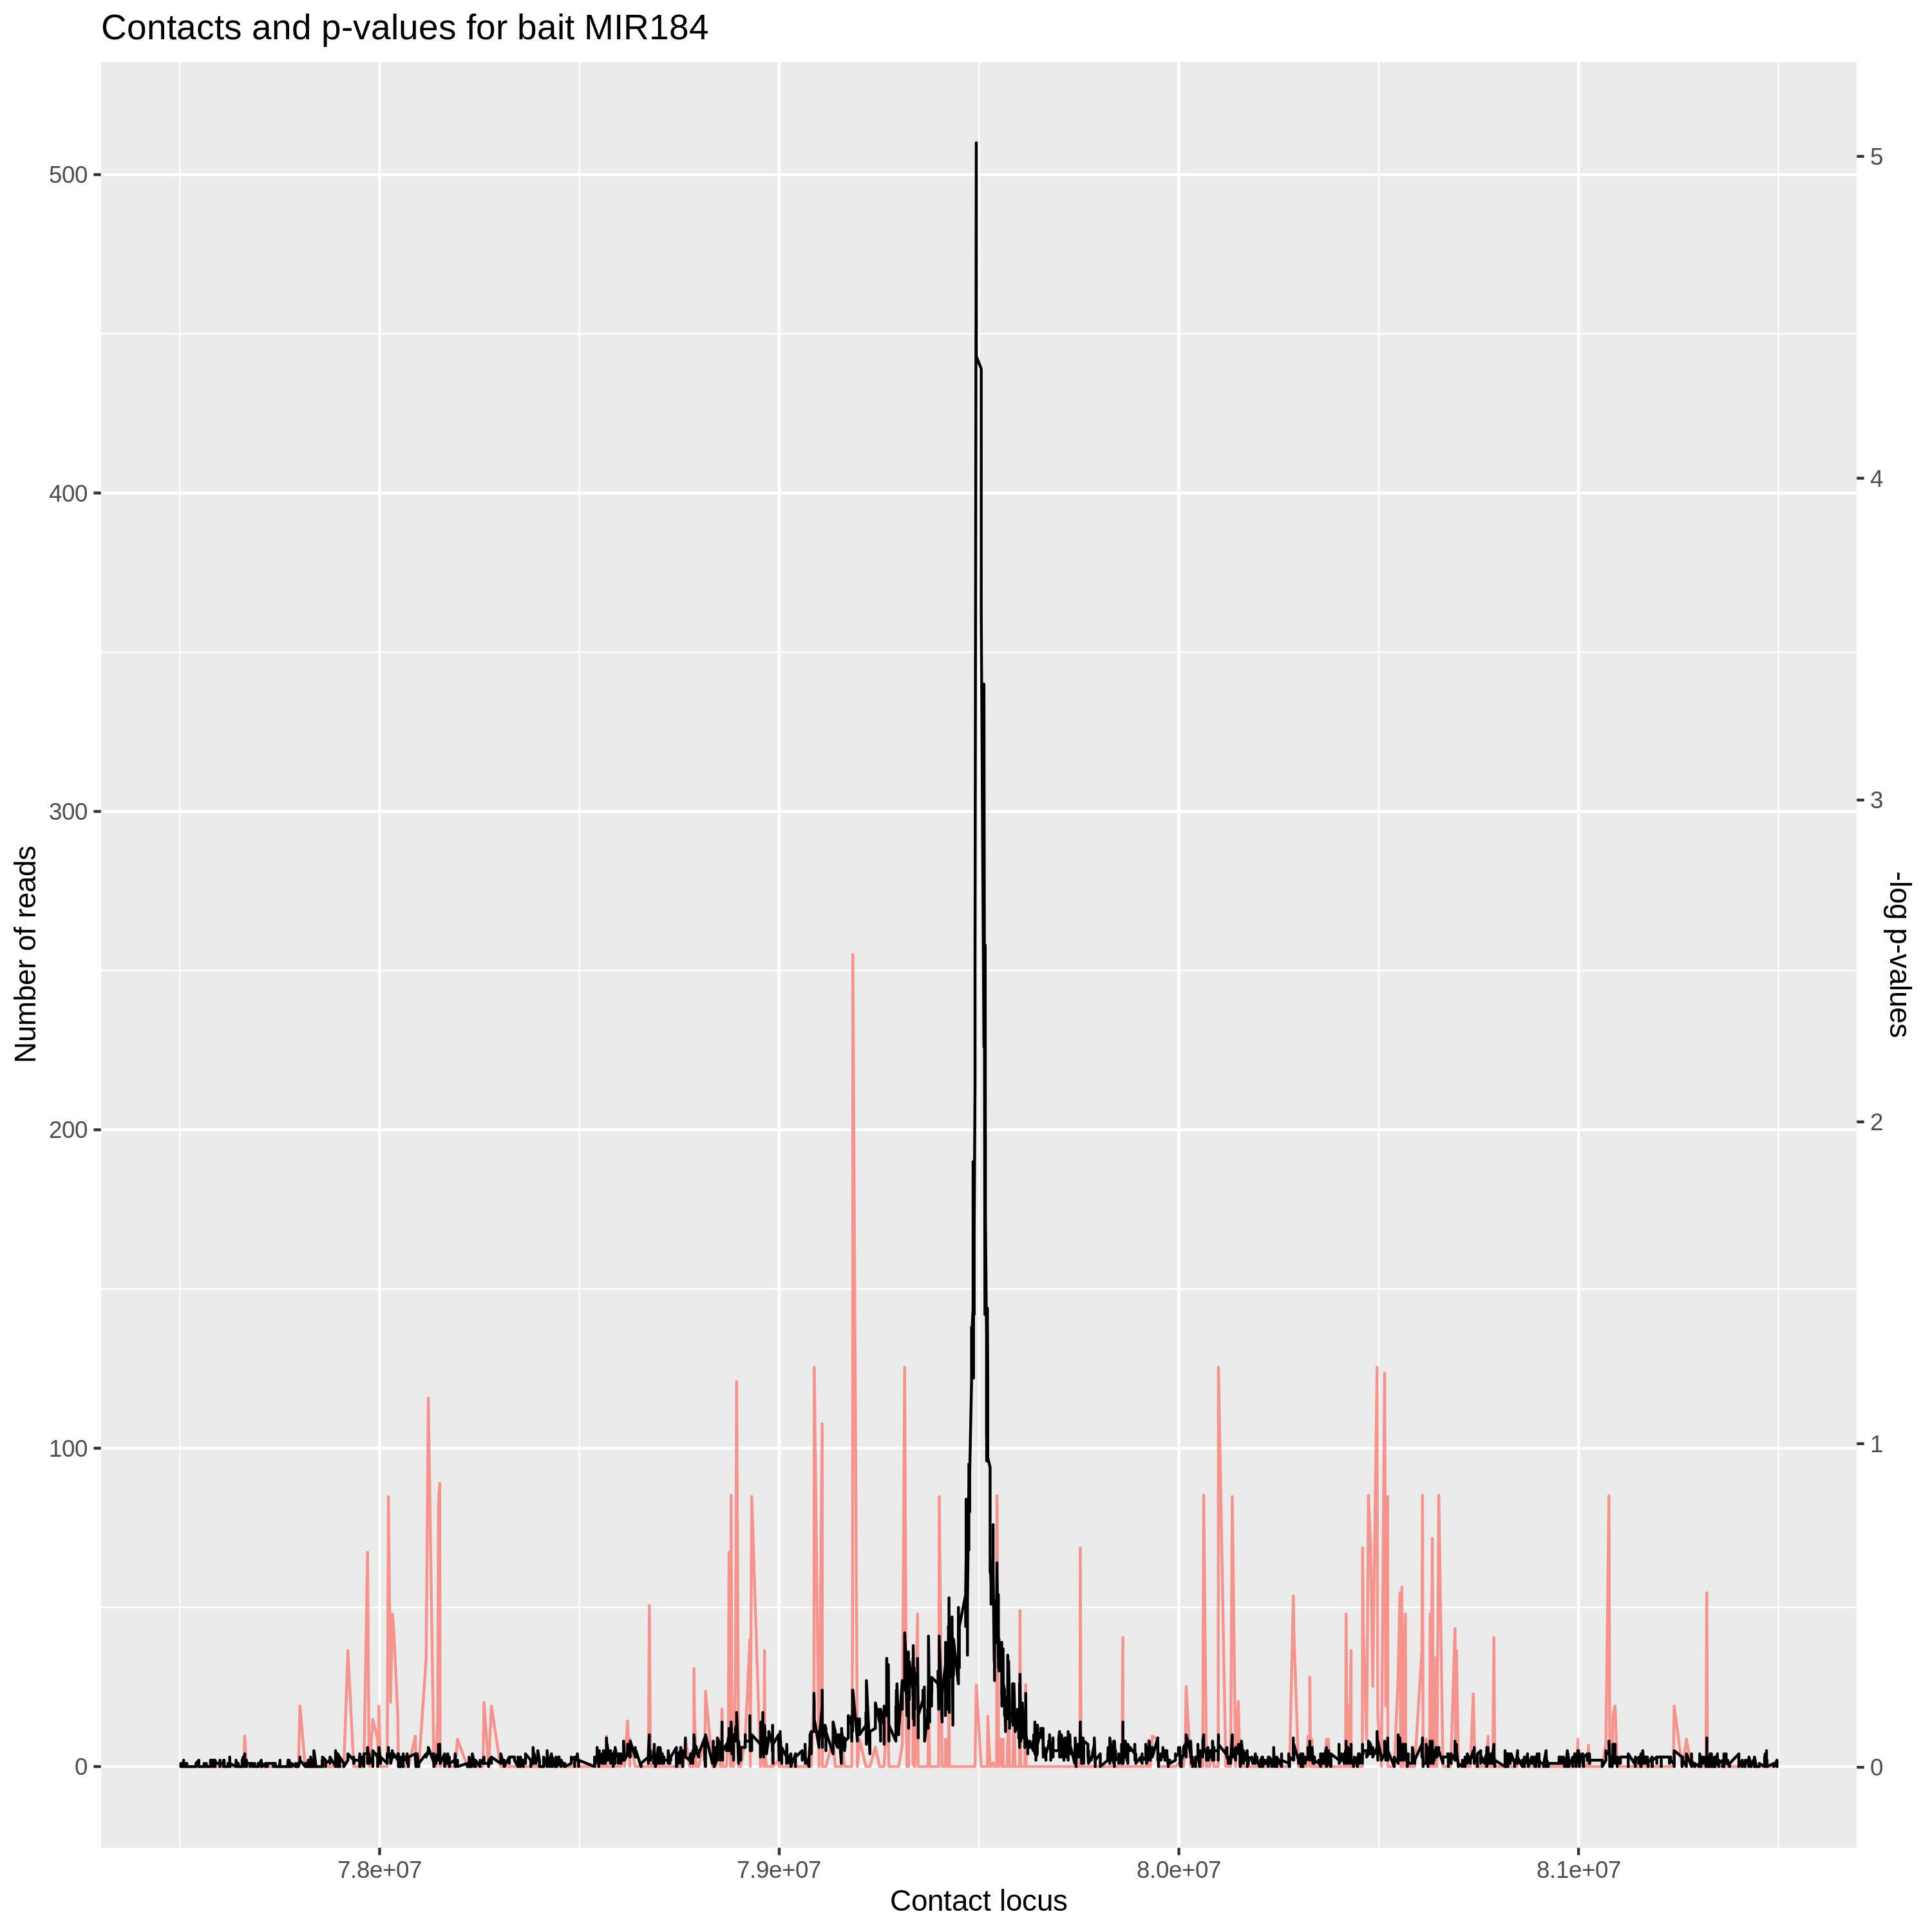 Contacts and p-values for bait MIR184
Number of reads
500
400
300
200
100
0
5
4
3
2
1
0
-log p-values
7.8e+07
7.9e+07
8.0e+07
8.1e+07
Contact locus